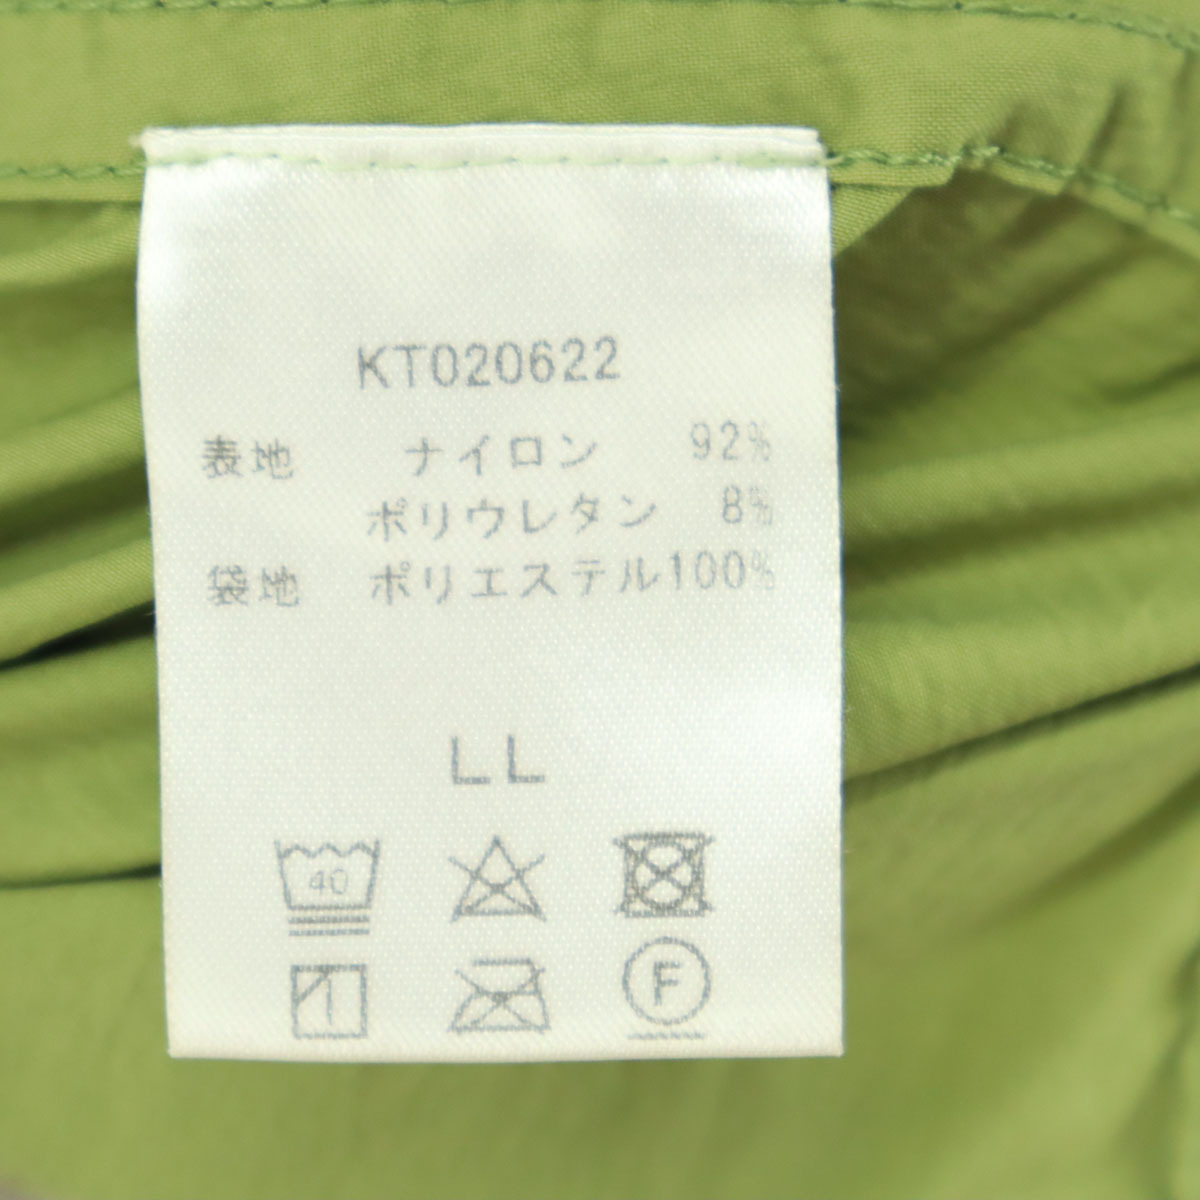 KT020622
表地 ナイロン 92%
ポリウレタン 8%
袋地 ポリエステル100%
LL
40
F